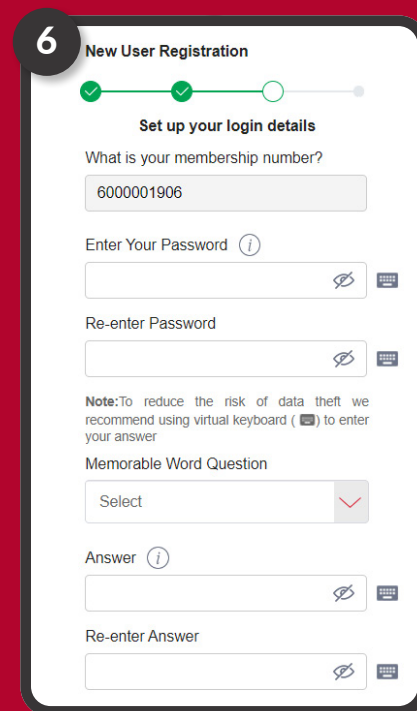 6
New User Registration
Set up your login details
What is your membership number?
6000001906
Enter Your Password i
Re-enter Password
Note:To reduce the risk of data theft we
recommend using virtual keyboard ( ) to enter
your answer
Memorable Word Question
Select
Answer i
Re-enter Answer